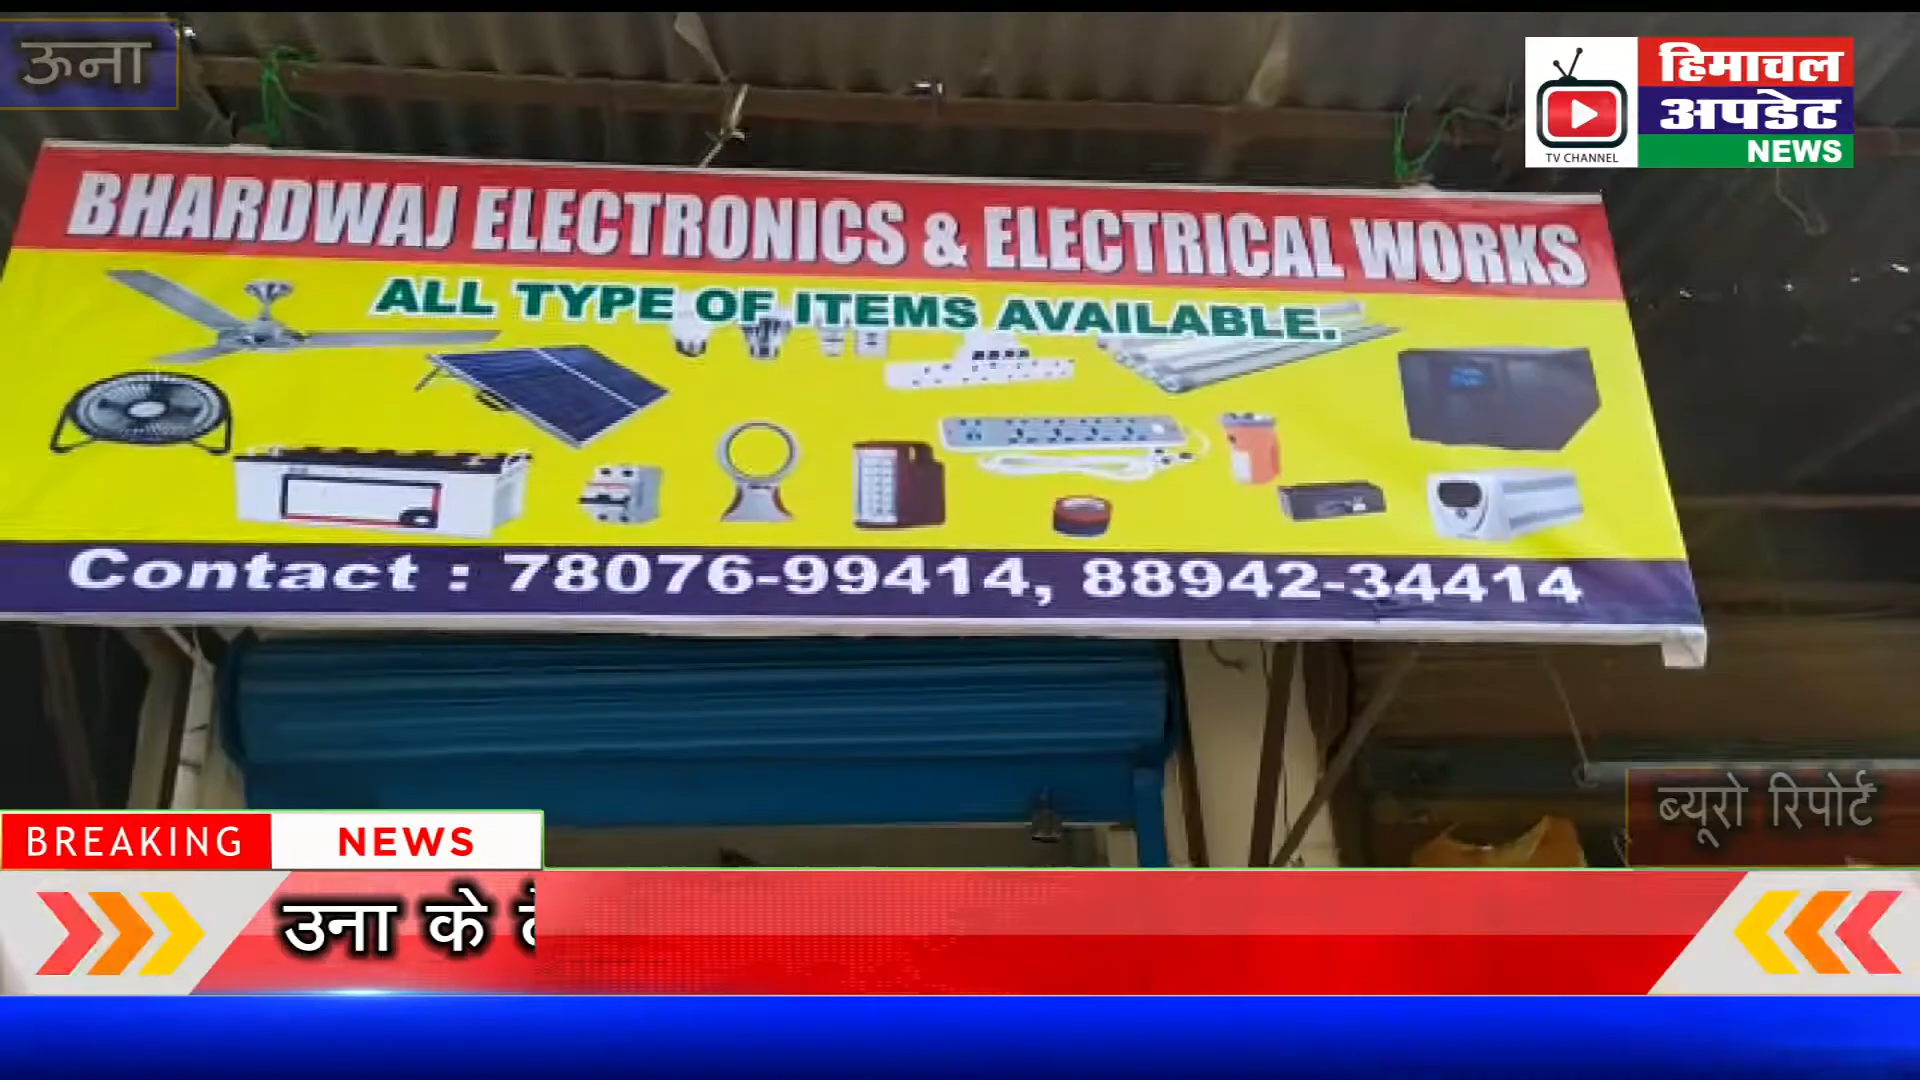 ऊना
हिमाचल
अपडेट
NEWS
TV CHANNEL
BHARDWAJ ELECTRONICS & ELECTRICAL WORKS
ALL TYPE OF ITEMS AVAILABLE.
Contact : 78076-99414, 88942-34414
ब्यूरो रिपोर्ट
BREAKING NEWS
उना के